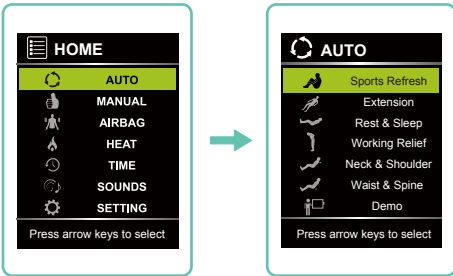 HOME
AUTO
MANUAL
AIRBAG
HEAT
TIME
SOUNDS
SETTING
Press arrow keys to select
AUTO
Sports Refresh
Extension
Rest & Sleep
Working Relief
Neck & Shoulder
Waist & Spine
Demo
Press arrow keys to select